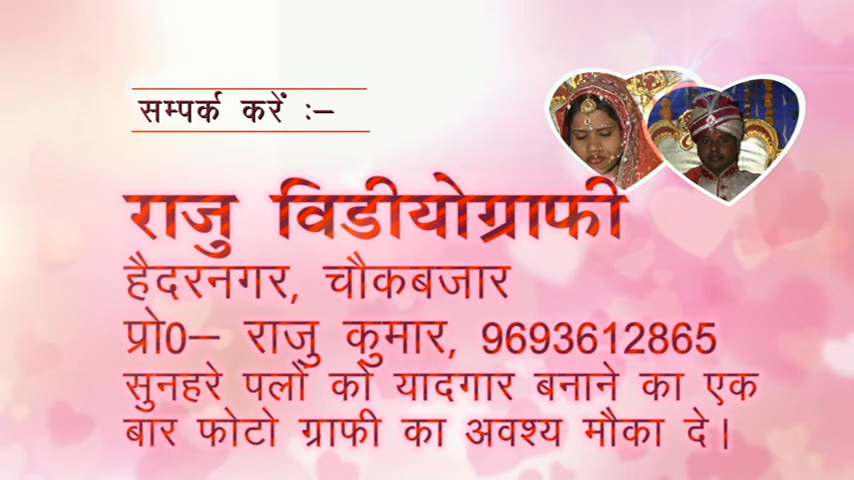 सम्पर्क करें :–
राजु विडीयोग्राफी
हैदरनगर, चौकबजार
प्रो0– राजु कुमार, 9693612865
सुनहरे पलों को यादगार बनाने का एक
बार फोटो ग्राफी का अवश्य मौका दे।